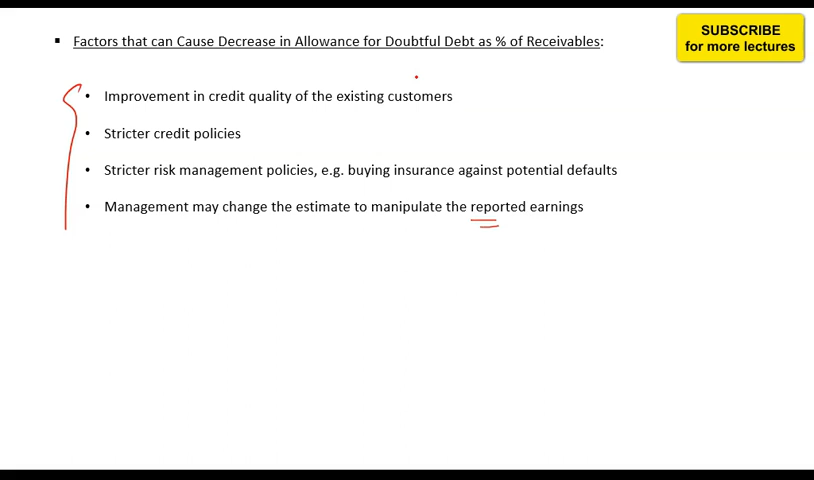 SUBSCRIBE
for more lectures
▪ Factors that can Cause Decrease in Allowance for Doubtful Debt as % of Receivables:
• Improvement in credit quality of the existing customers
• Stricter credit policies
• Stricter risk management policies, e.g. buying insurance against potential defaults
• Management may change the estimate to manipulate the reported earnings